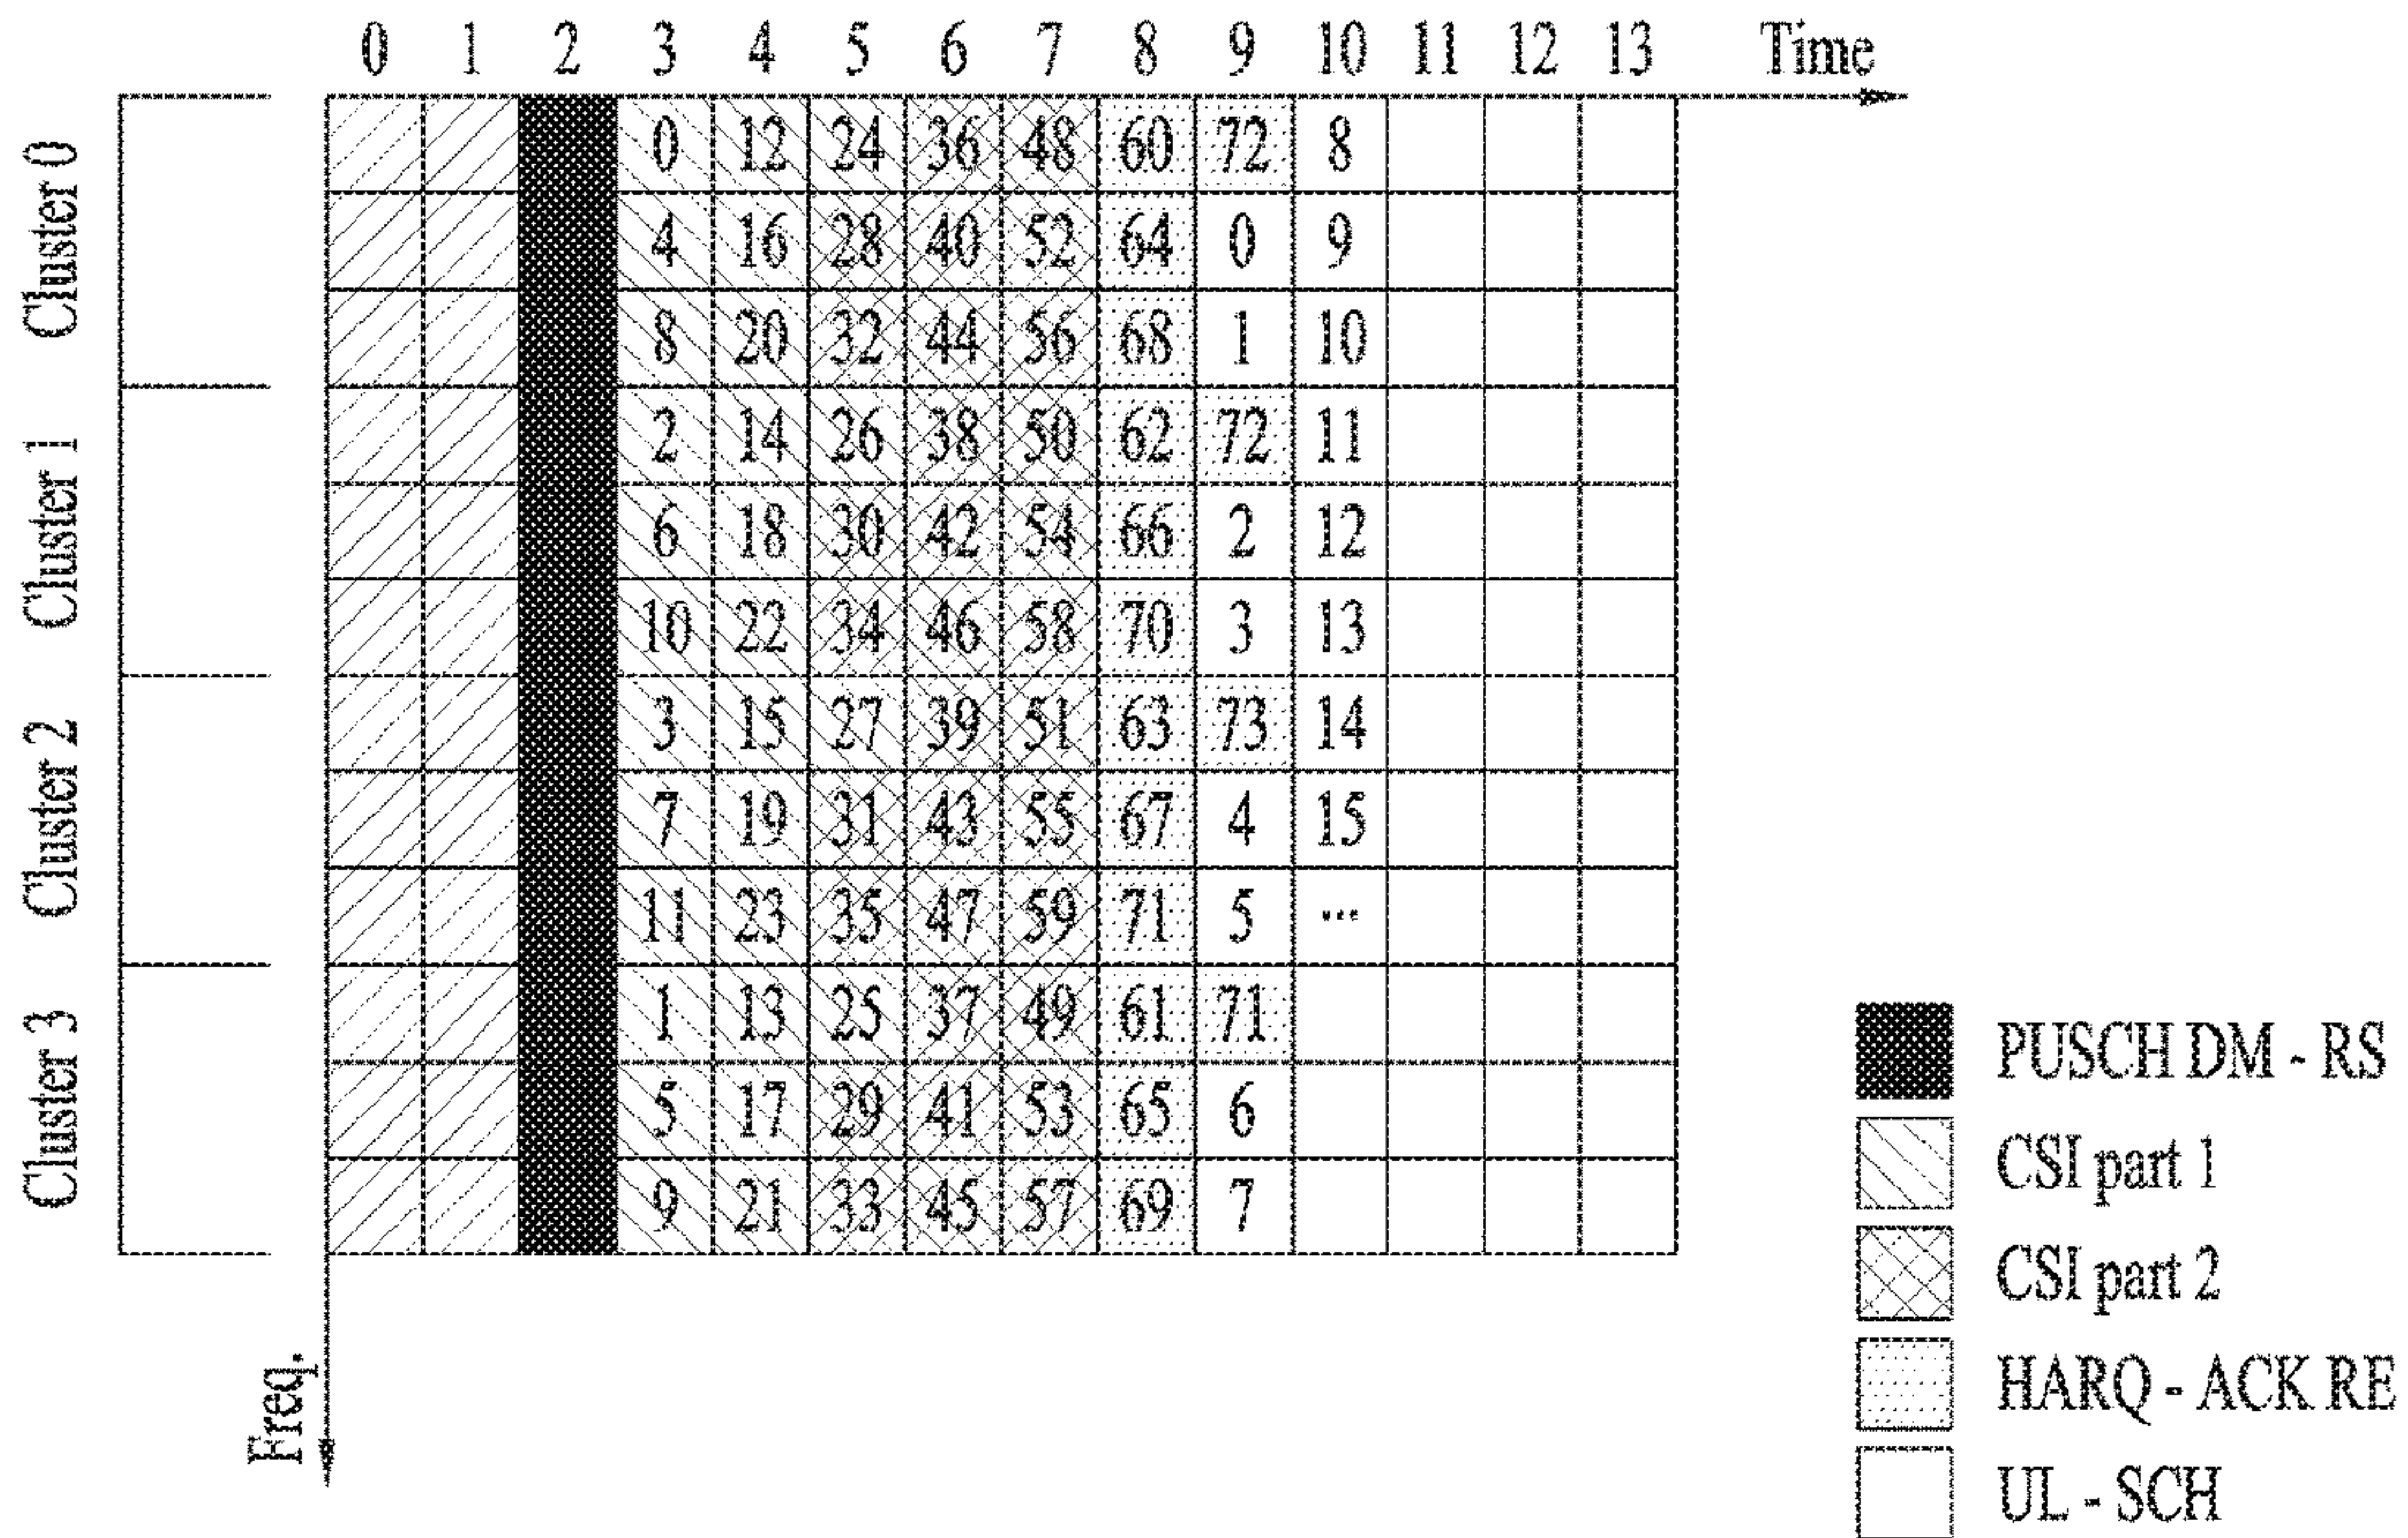 0 1 2 3 4 5 6 7 8 9 10 11 12 13 Time
Cluster 0
0 12 24 36 48 60 72 8
4 16 28 40 52 64 0 9
8 20 32 44 56 68 1 10
Cluster 1
2 14 26 38 50 62 72 11
6 18 30 42 54 66 2 12
10 22 34 46 58 70 3 13
Cluster 2
3 15 27 39 51 63 73 14
7 19 31 43 55 67 4 15
11 23 35 47 59 71 5 ...
Cluster 3
1 13 25 37 49 61 71
5 17 29 41 53 65 6
9 21 33 45 57 69 7
Freq.
PUSCH DM - RS
CSI part 1
CSI part 2
HARQ - ACK RE
UL - SCH